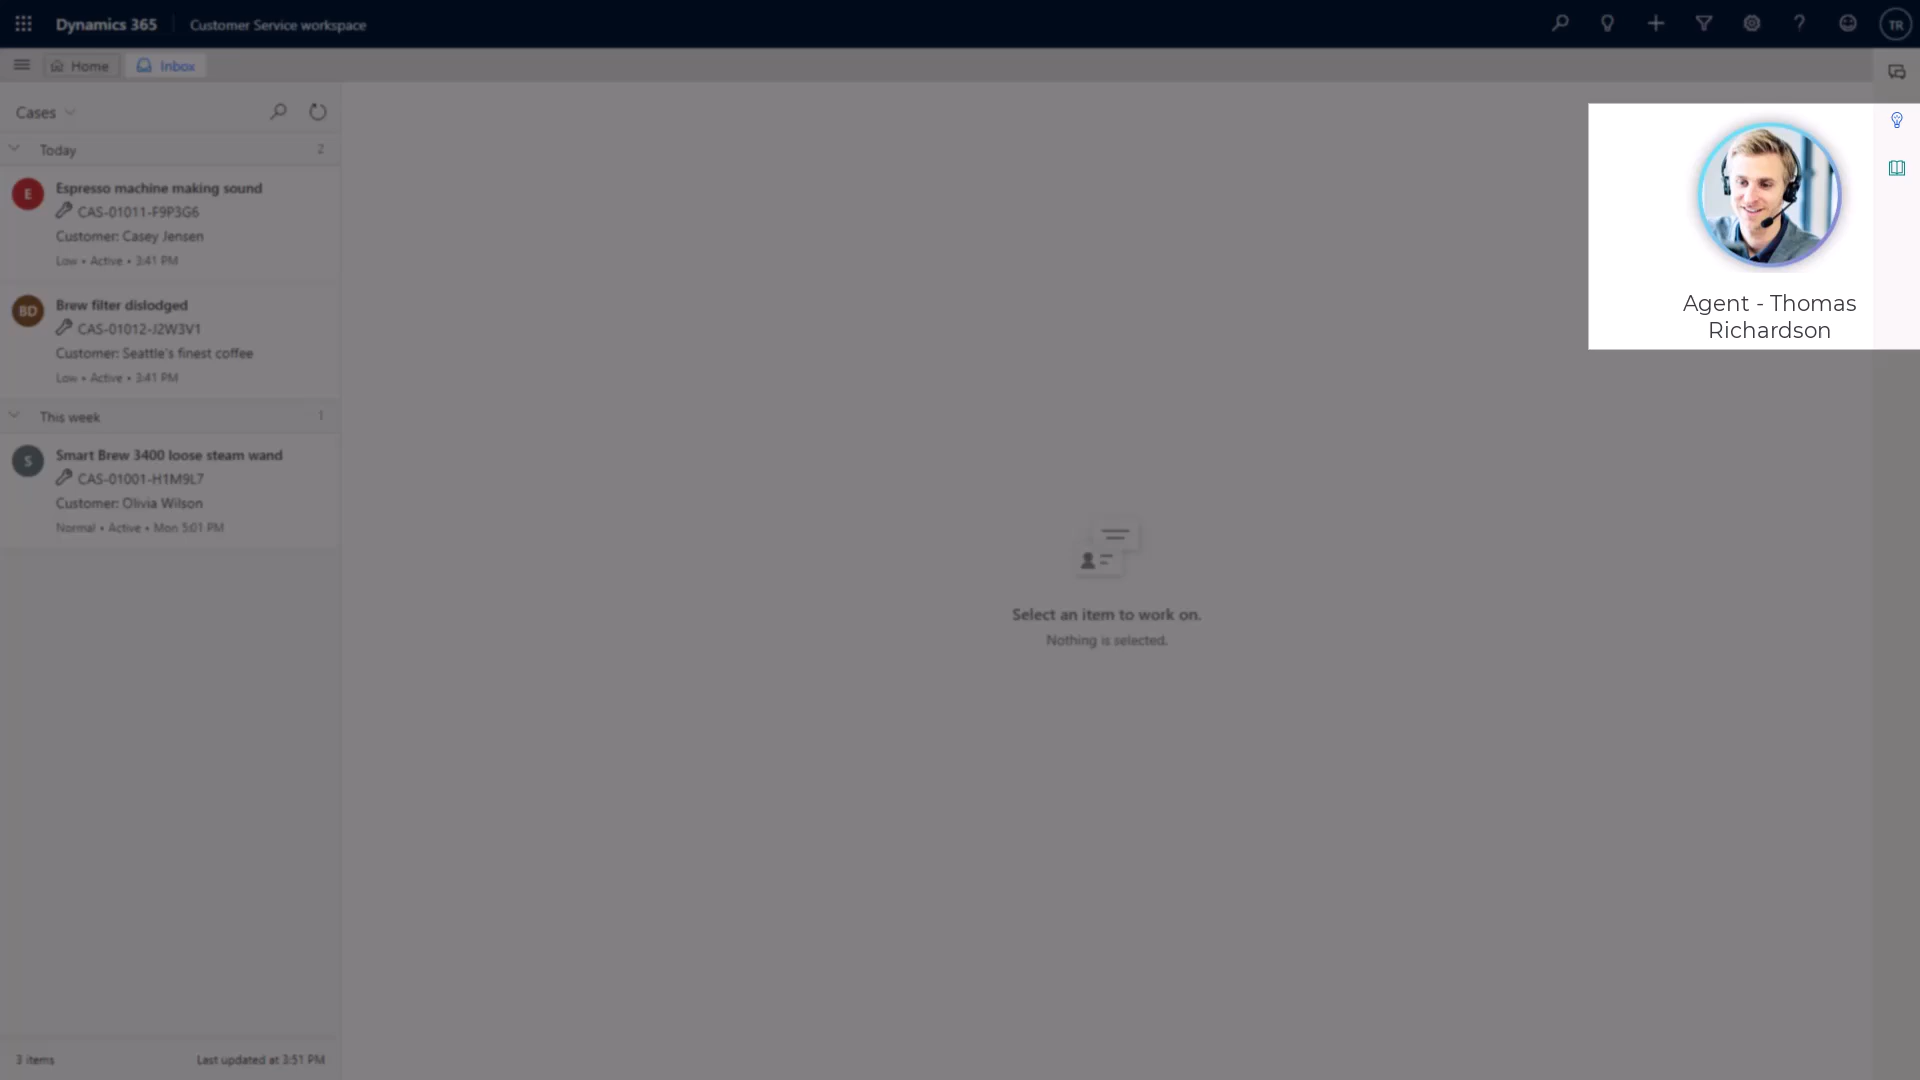 Dynamics 365
Customer Service workspace
TR
Home
Inbox
Cases
Today
2
E
Espresso machine making sound
CAS-01011-F9P3G6
Customer: Casey Jensen
Low • Active • 3:41 PM
BD
Brew filter dislodged
CAS-01012-J2W3V1
Customer: Seattle's finest coffee
Low • Active • 3:41 PM
This week
1
S
Smart Brew 3400 loose steam wand
CAS-01001-H1M9L7
Customer: Olivia Wilson
Normal • Active • Mon 5:01 PM
3 items
Last updated at 3:51 PM
Select an item to work on.
Nothing is selected.
Agent - Thomas
Richardson